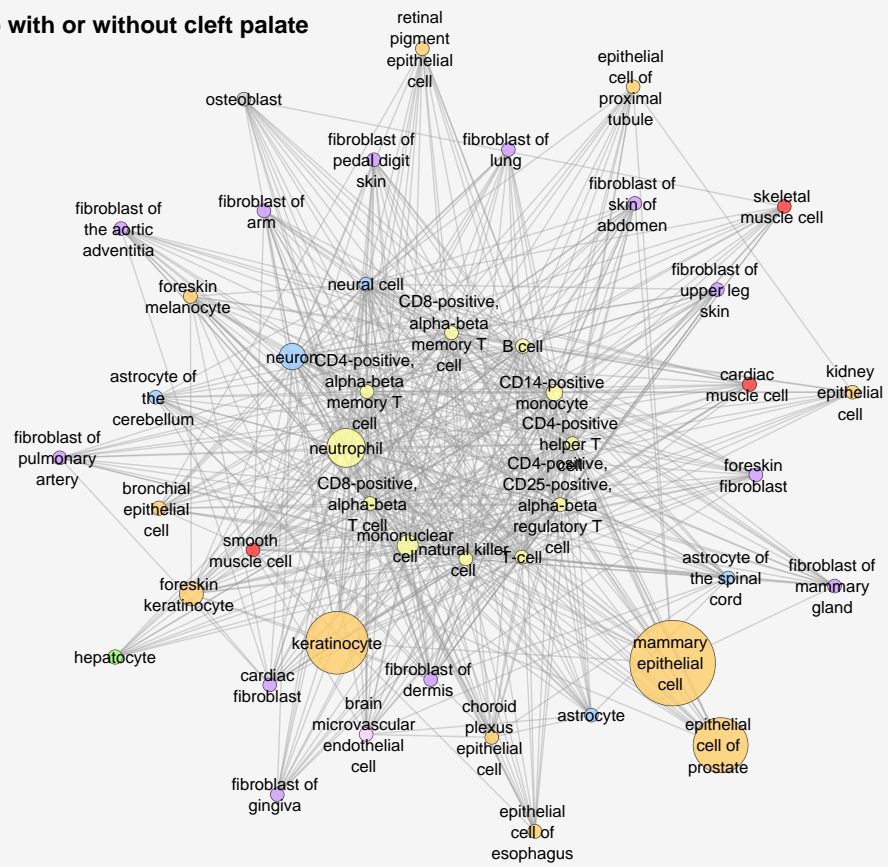 with or without cleft palate
retinal
pigment
epithelial
cell
epithelial
cell of
proximal
tubule
osteoblast
fibroblast of
pedal digit
skin
fibroblast of
lung
fibroblast of
skin of
abdomen
skeletal
muscle cell
fibroblast of
the aortic
adventitia
fibroblast of
arm
foreskin
melanocyte
neural cell
fibroblast of
upper leg
skin
CD8-positive,
alpha-beta
memory T
cell
B cell
neuron
CD4-positive,
alpha-beta
memory T
cell
CD14-positive
monocyte
cardiac
muscle cell
kidney
epithelial
cell
astrocyte of
the
cerebellum
CD4-positive
helper T
cell
neutrophil
fibroblast of
pulmonary
artery
CD4-positive,
CD25-positive,
alpha-beta
regulatory T
cell
foreskin
fibroblast
CD8-positive,
alpha-beta
T cell
bronchial
epithelial
cell
smooth
muscle cell
mononuclear
cell
natural killer
cell
T-cell
astrocyte of
the spinal
cord
fibroblast of
mammary
gland
foreskin
keratinocyte
keratinocyte
mammary
epithelial
cell
hepatocyte
cardiac
fibroblast
fibroblast of
dermis
brain
microvascular
endothelial
cell
choroid
plexus
epithelial
cell
astrocyte
epithelial
cell of
prostate
fibroblast of
gingiva
epithelial
cell of
esophagus